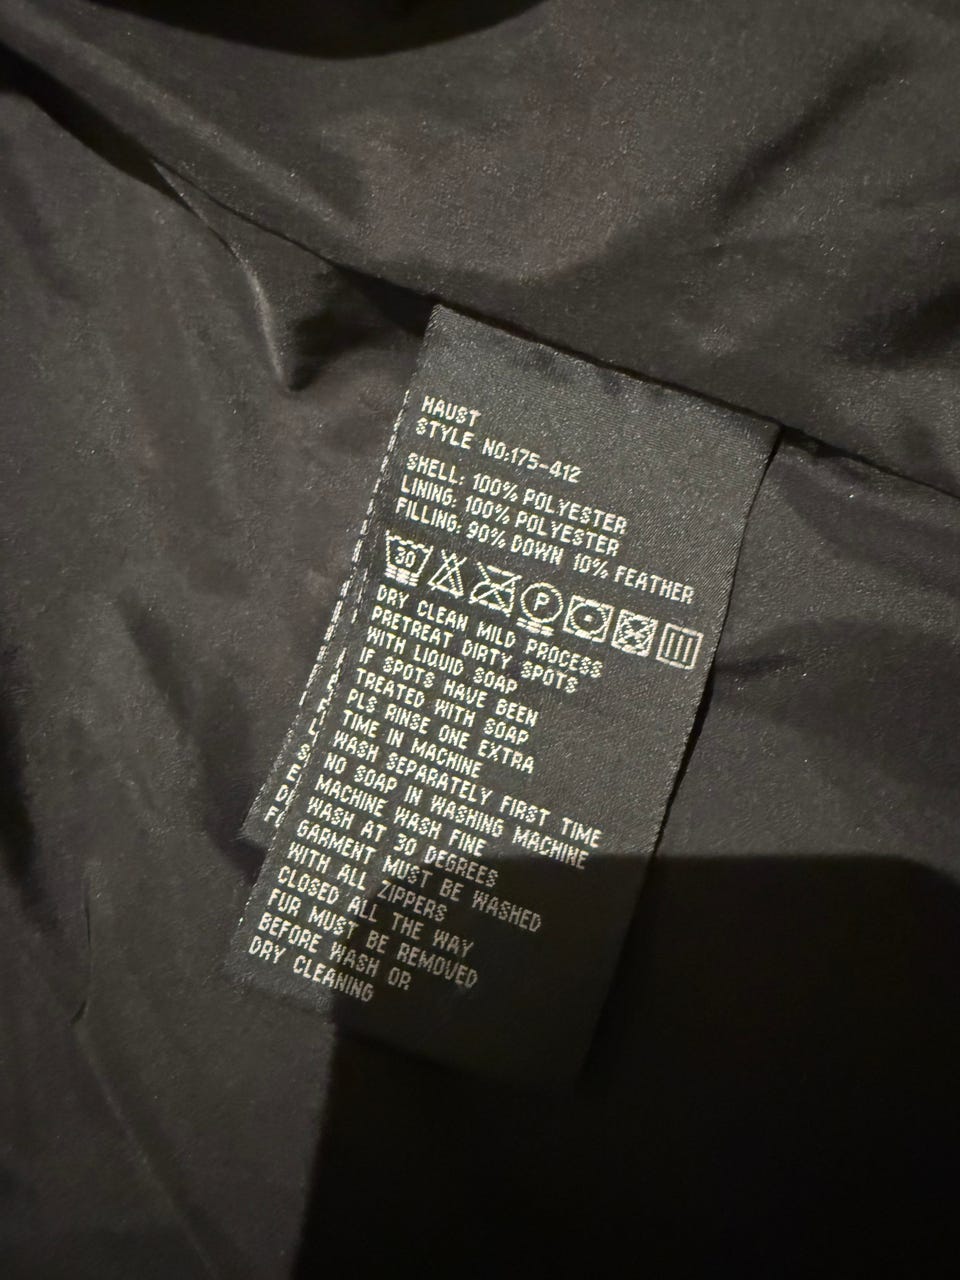 HAUST
STYLE NO:175-412
SHELL: 100% POLYESTER
LINING: 100% POLYESTER
FILLING: 90% DOWN 10% FEATHER
30 P
DRY CLEAN MILD PROCESS
PRETREAT DIRTY SPOTS
WITH LIQUID SOAP
IF SPOTS HAVE BEEN
TREATED WITH SOAP
PLS RINSE ONE EXTRA
TIME IN MACHINE
WASH SEPARATELY FIRST TIME
NO SOAP IN WASHING MACHINE
MACHINE WASH FINE
WASH AT 30 DEGREES
GARMENT MUST BE WASHED
WITH ALL ZIPPERS
CLOSED ALL THE WAY
FUR MUST BE REMOVED
BEFORE WASH OR
DRY CLEANING